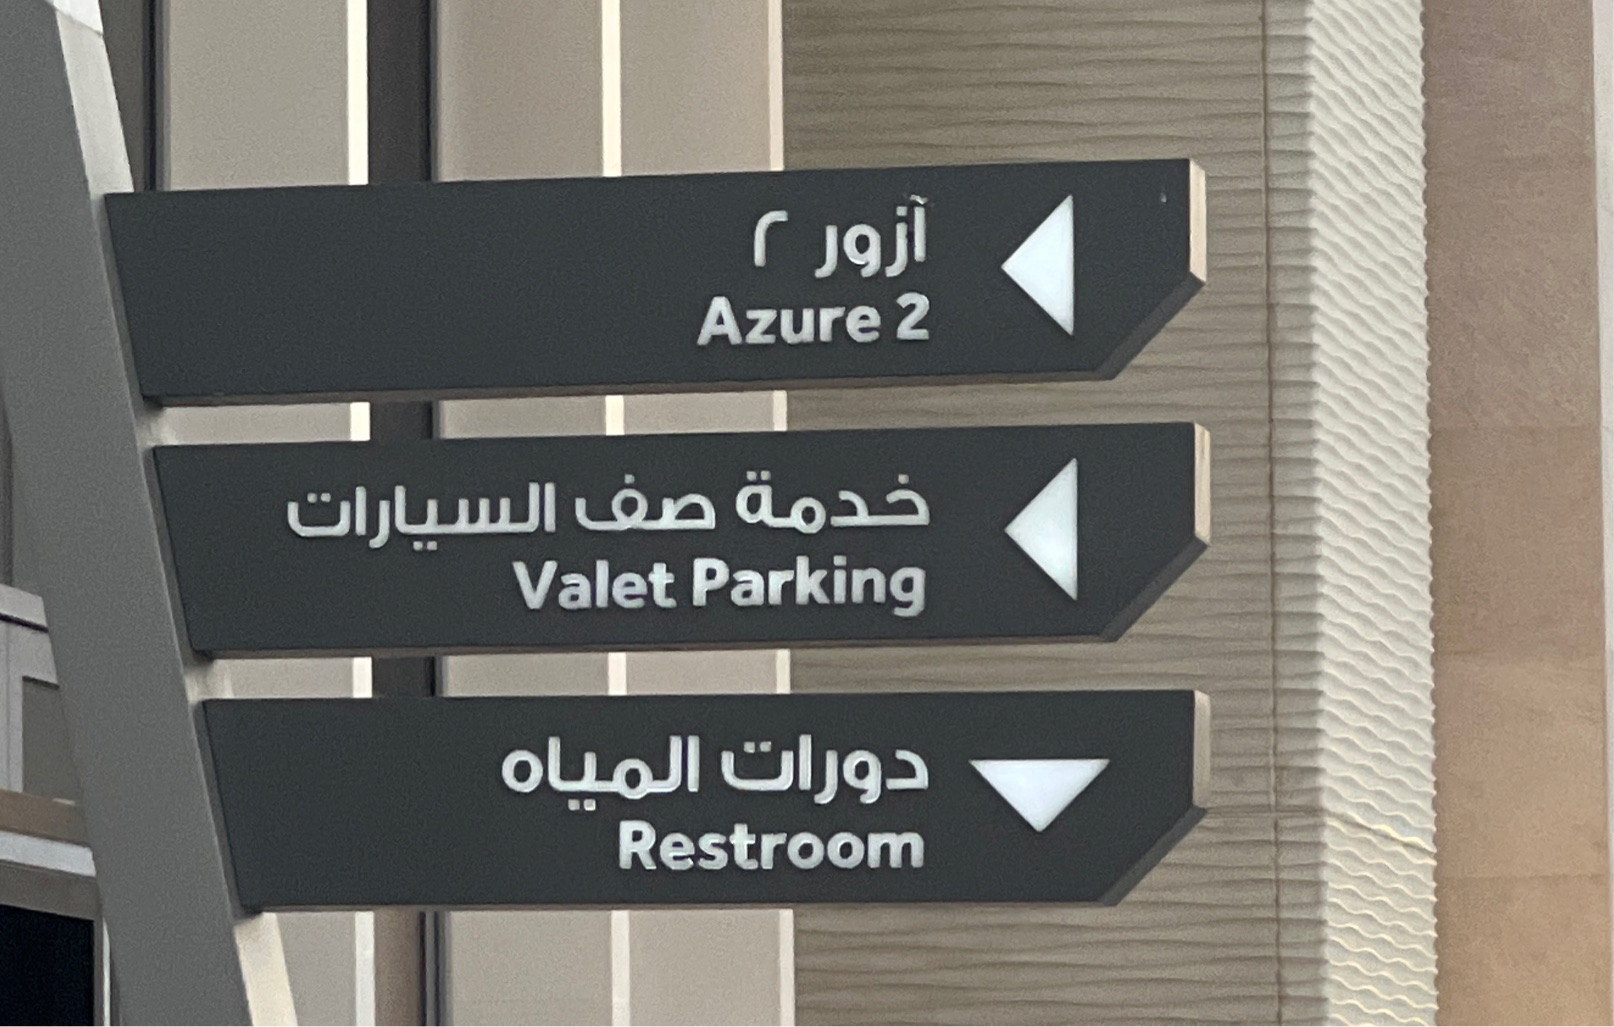 آزور ٢
Azure 2
خدمة صف السيارات
Valet Parking
دورات المياه
Restroom